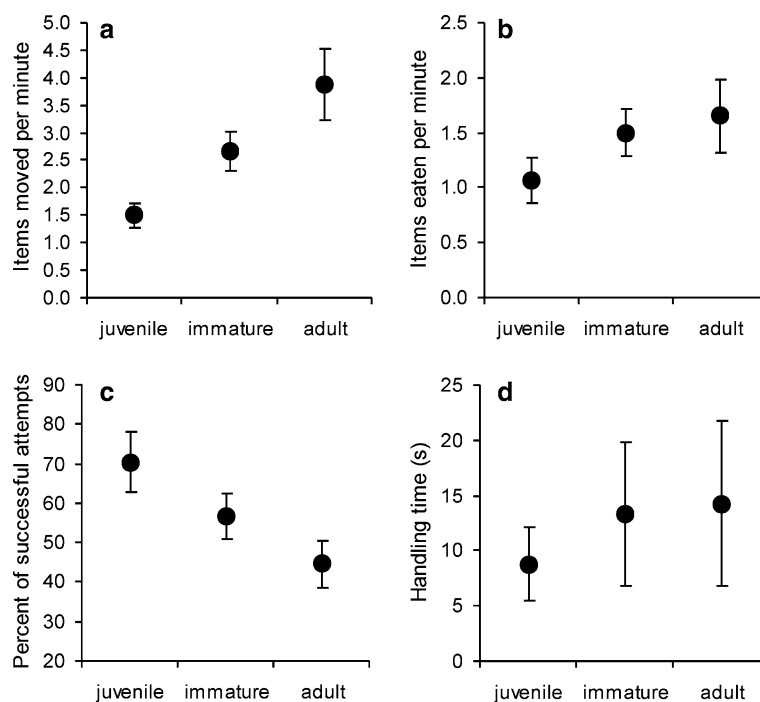 a
Items moved per minute
5.0
4.5
4.0
3.5
3.0
2.5
2.0
1.5
1.0
0.5
0.0
juvenile immature adult
b
Items eaten per minute
2.5
2.0
1.5
1.0
0.5
0.0
juvenile immature adult
c
Percent of successful attempts
90
80
70
60
50
40
30
20
juvenile immature adult
d
Handling time (s)
25
20
15
10
5
0
juvenile immature adult